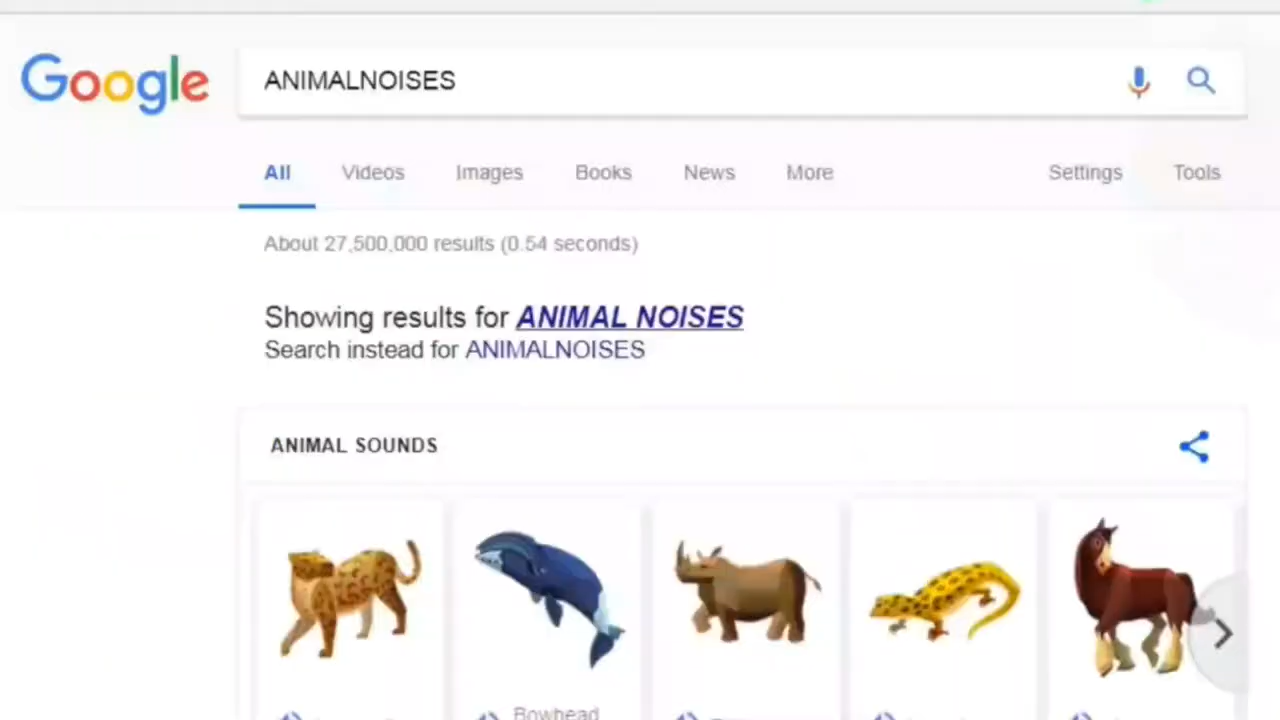 Google
ANIMALNOISES
All Videos Images Books News More Settings Tools
About 27,500,000 results (0.54 seconds)
Showing results for ANIMAL NOISES
Search instead for ANIMALNOISES
ANIMAL SOUNDS
Bowhead